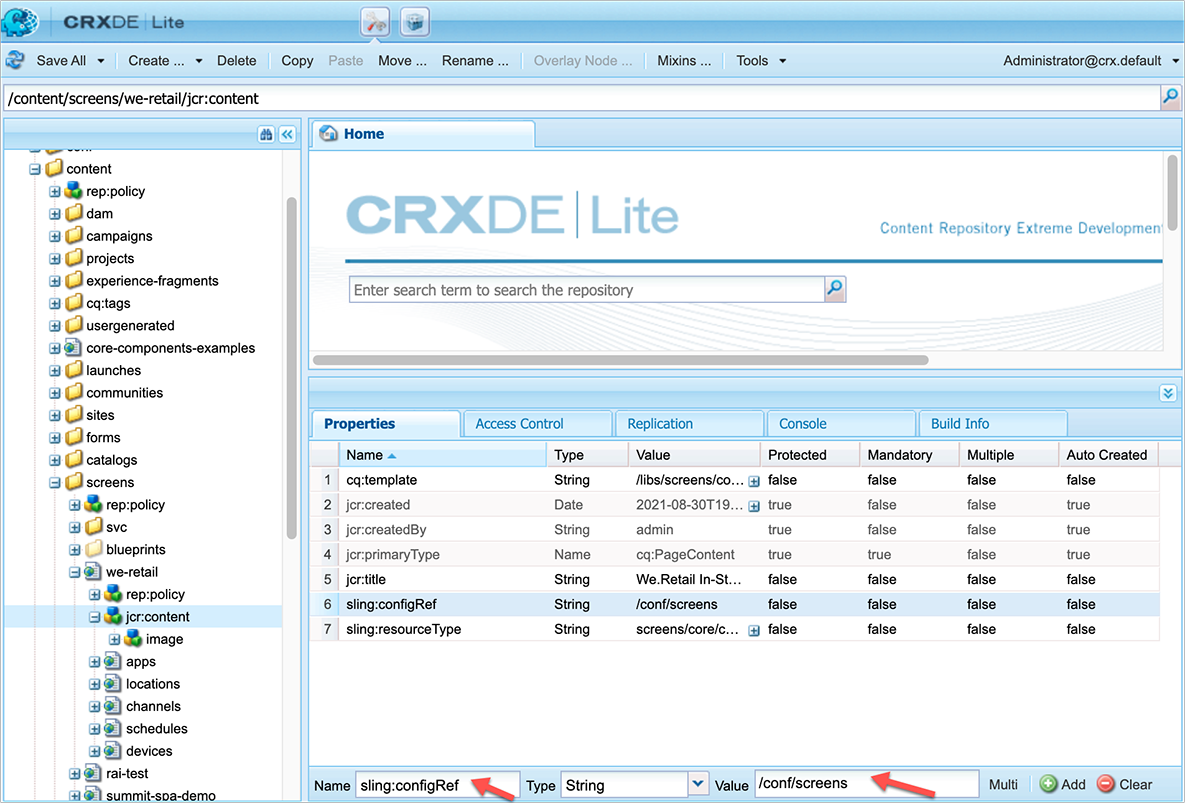 CRXDE | Lite
Save All Create ... Delete Copy Paste Move ... Rename ... Overlay Node ... Mixins ... Tools Administrator@crx.default
/content/screens/we-retail/jcr:content
content
rep:policy
dam
campaigns
projects
experience-fragments
cq:tags
usergenerated
core-components-examples
launches
communities
sites
forms
catalogs
screens
rep:policy
svc
blueprints
we-retail
rep:policy
jcr:content
image
apps
locations
channels
schedules
devices
rai-test
summit-spa-demo
Home
CRXDE | Lite
Content Repository Extreme Developmen
Enter search term to search the repository
Properties Access Control Replication Console Build Info
Name Type Value Protected Mandatory Multiple Auto Created
1 cq:template String /libs/screens/co... false false false false
2 jcr:created Date 2021-08-30T19... true false false true
3 jcr:createdBy String admin true false false true
4 jcr:primaryType Name cq:PageContent true true false true
5 jcr:title String We.Retail In-St... false false false false
6 sling:configRef String /conf/screens false false false false
7 sling:resourceType String screens/core/c... false false false false
Name sling:configRef Type String Value /conf/screens Multi Add Clear